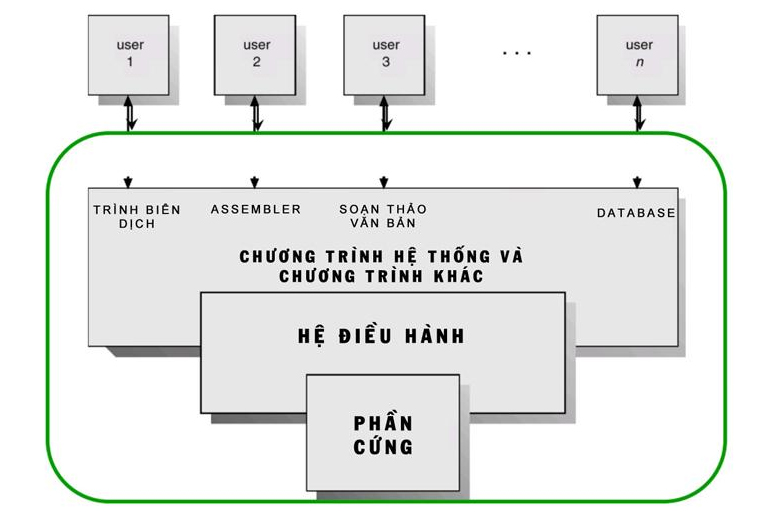 user
1
user
2
user
3
. . .
user
n
TRÌNH BIÊN
DỊCH
ASSEMBLER
SOẠN THẢO
VĂN BẢN
DATABASE
CHƯƠNG TRÌNH HỆ THỐNG VÀ
CHƯƠNG TRÌNH KHÁC
HỆ ĐIỀU HÀNH
PHẦN
CỨNG